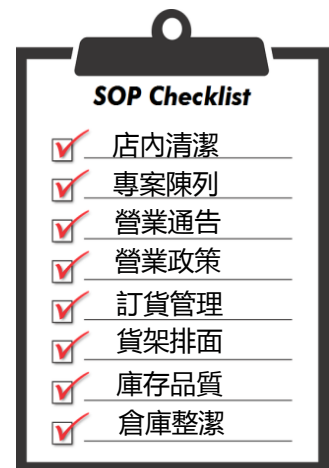 SOP Checklist
店內清潔
專案陳列
營業通告
營業政策
訂貨管理
貨架排面
庫存品質
倉庫整潔